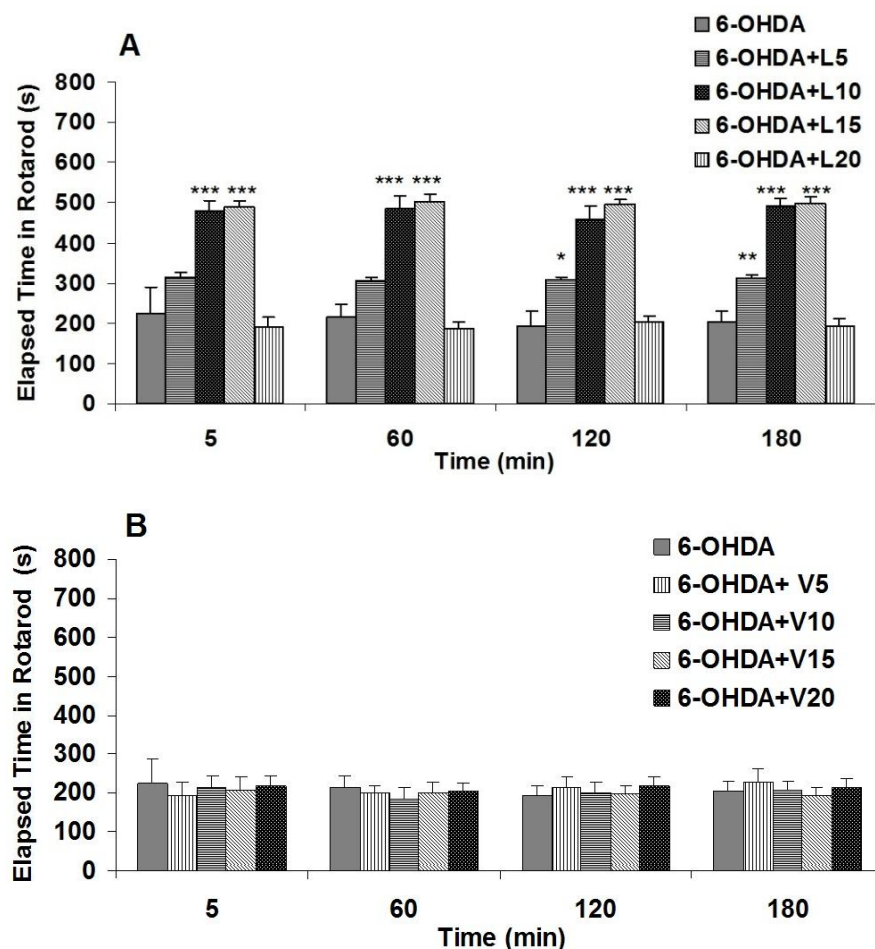 A
6-OHDA
6-OHDA+L5
6-OHDA+L10
6-OHDA+L15
6-OHDA+L20
Elapsed Time in Rotarod (s)
800
700
600
500
400
300
200
100
0
*** ***
*** ***
* *** ***
** *** ***
5 60 120 180
Time (min)
B
6-OHDA
6-OHDA+ V5
6-OHDA+V10
6-OHDA+V15
6-OHDA+V20
Elapsed Time in Rotarod (s)
800
700
600
500
400
300
200
100
0
5 60 120 180
Time (min)